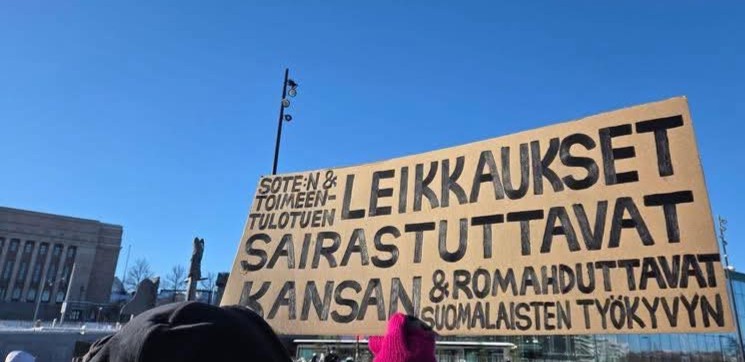 SOTE:N &
TOIMEEN-
TULOTUEN LEIKKAUKSET
SAIRASTUTTAVAT
KANSAN & ROMAHDUTTAVAT
SUOMALAISTEN TYÖKYVYN